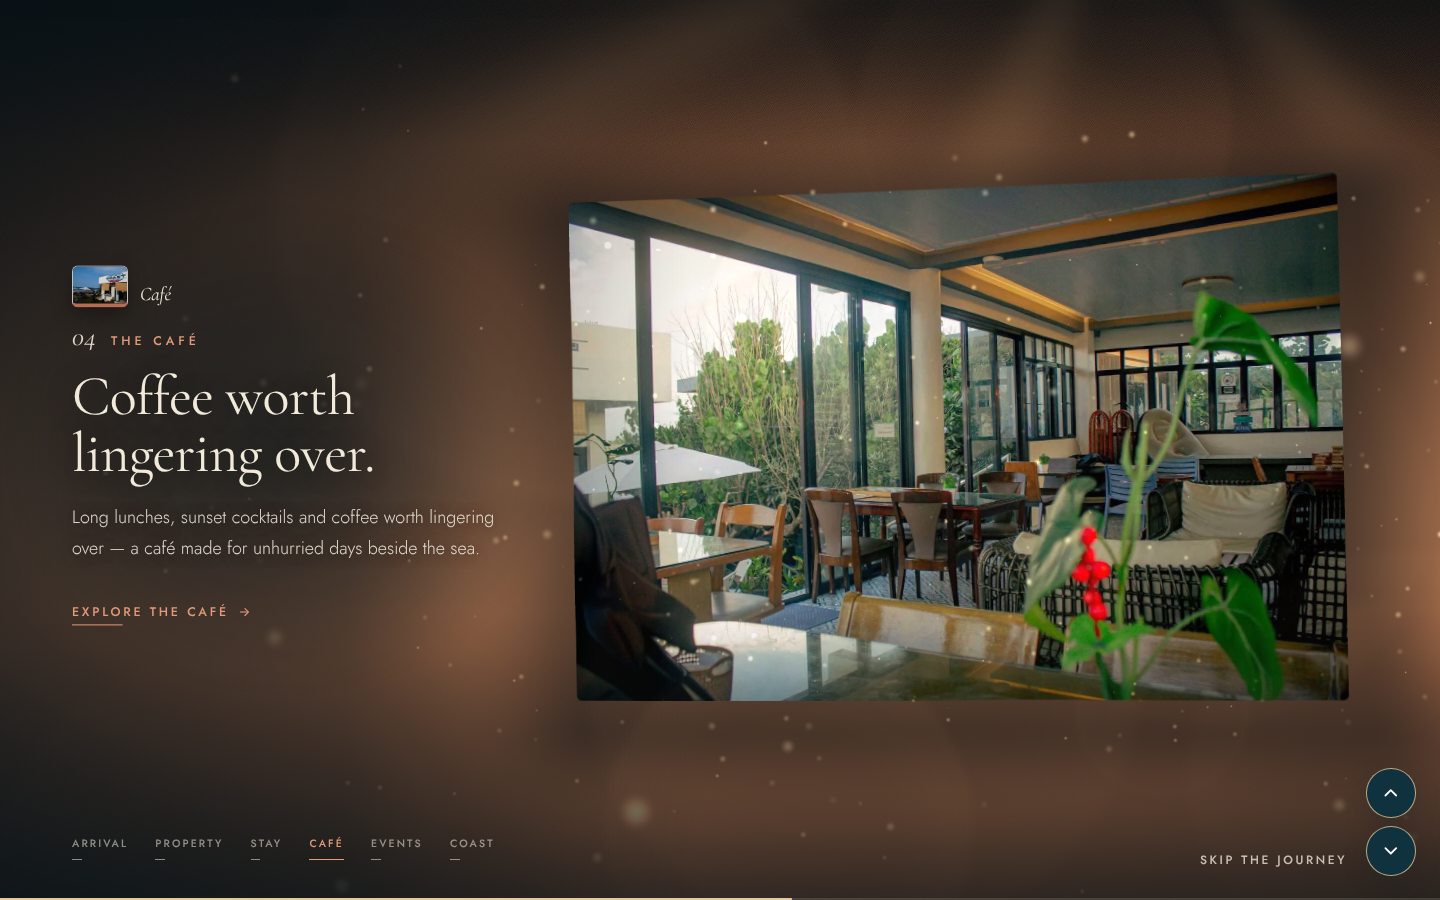 Café
04 THE CAFÉ
Coffee worth
lingering over.
Long lunches, sunset cocktails and coffee worth lingering
over — a café made for unhurried days beside the sea.
EXPLORE THE CAFÉ →
ARRIVAL PROPERTY STAY CAFÉ EVENTS COAST
SKIP THE JOURNEY